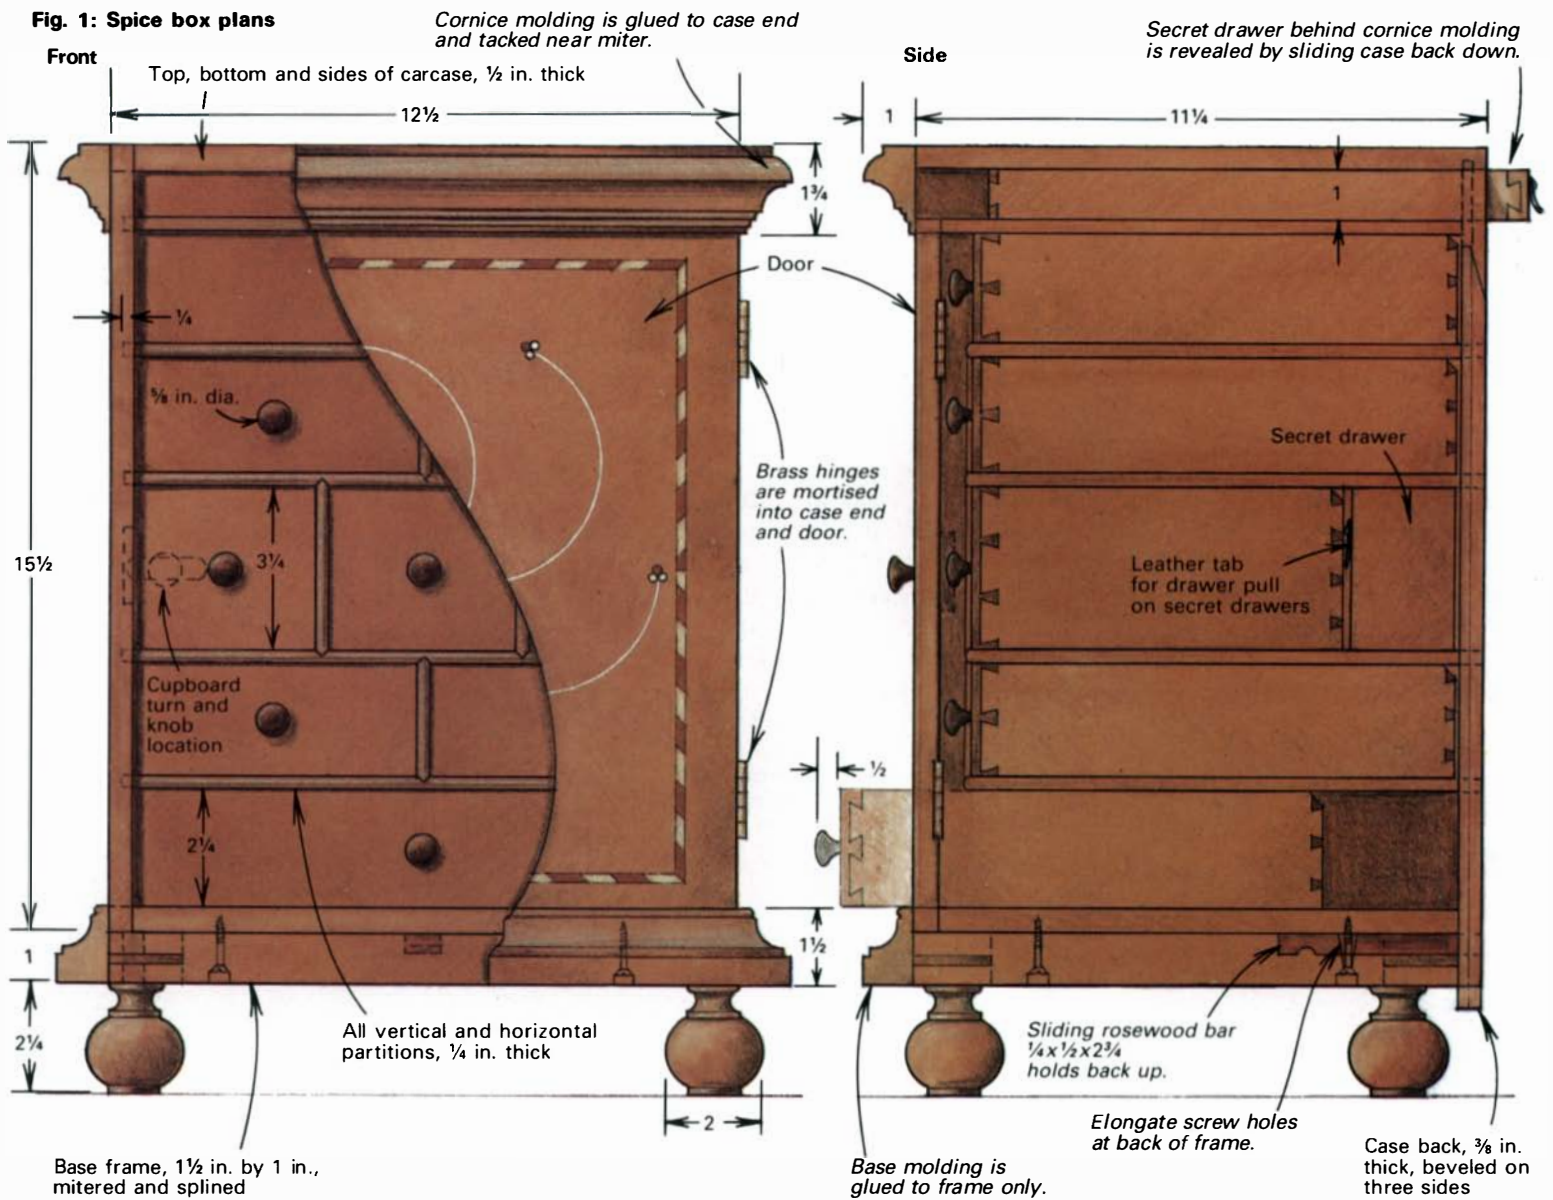 Fig. 1: Spice box plans
Front
Cornice molding is glued to case end
and tacked near miter.
Top, bottom and sides of carcase, ½ in. thick
12½
Side
Secret drawer behind cornice molding
is revealed by sliding case back down.
1
11¼
1¾
1
Door
¼
⅝ in. dia.
Brass hinges
are mortised
into case end
and door.
Secret drawer
15½
3¼
Leather tab
for drawer pull
on secret drawers
Cupboard
turn and
knob
location
½
2¼
1
1½
2¼
All vertical and horizontal
partitions, ¼ in. thick
Sliding rosewood bar
¼x½x2¾
holds back up.
2
Elongate screw holes
at back of frame.
Base frame, 1½ in. by 1 in.,
mitered and splined
Base molding is
glued to frame only.
Case back, ⅜ in.
thick, beveled on
three sides